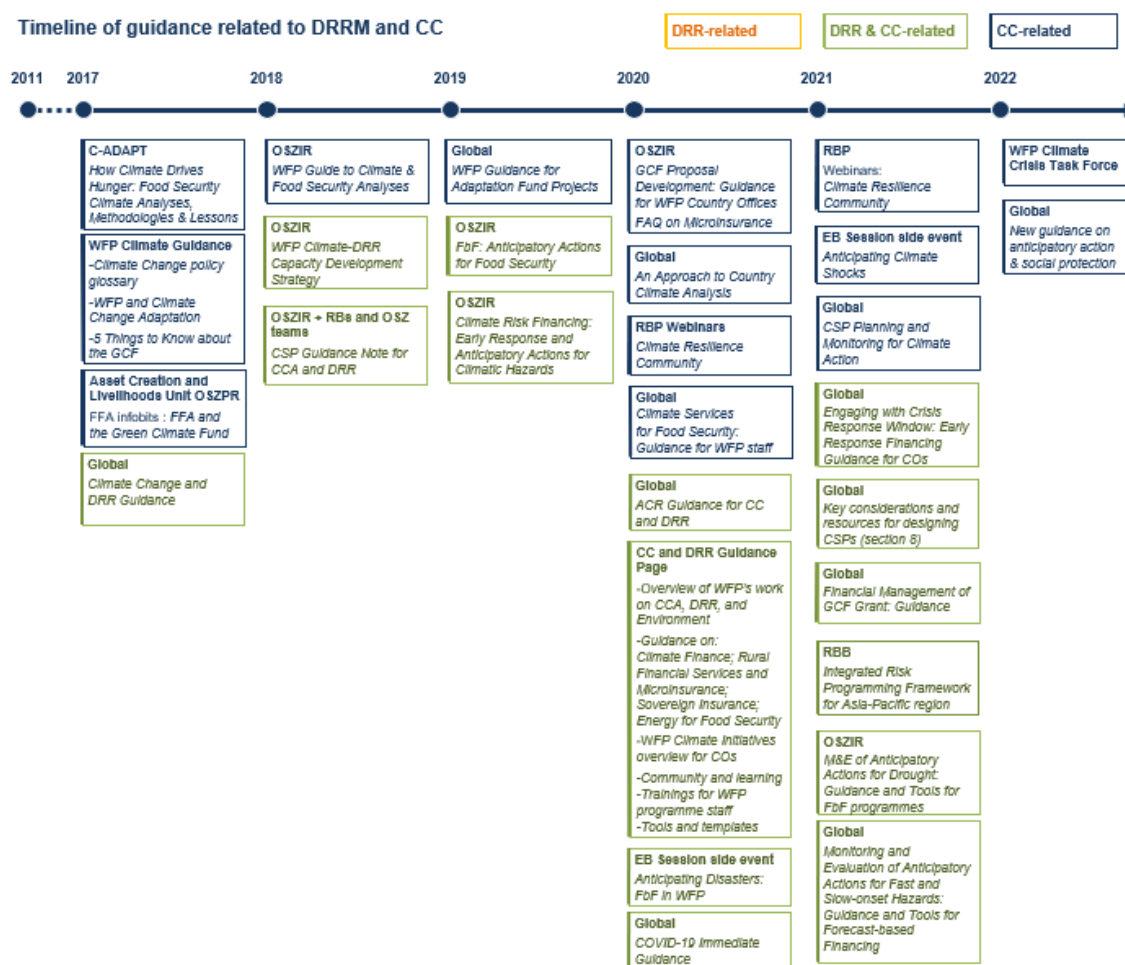 Timeline of guidance related to DRRM and CC
DRR-related
DRR & CC-related
CC-related
2011
2017
2018
2019
2020
2021
2022
C-ADAPT
How Climate Drives
Hunger: Food Security
Climate Analyses,
Methodologies & Lessons
WFP Climate Guidance
-Climate Change policy
glossary
-WFP and Climate
Change Adaptation
-5 Things to Know about
the GCF
Asset Creation and
Livelihoods Unit OSZPR
FFA infobits : FFA and
the Green Climate Fund
Global
Climate Change and
DRR Guidance
OSZIR
WFP Guide to Climate &
Food Security Analyses
OSZIR
WFP Climate-DRR
Capacity Development
Strategy
OSZIR + RBs and OSZ
teams
CSP Guidance Note for
CCA and DRR
Global
WFP Guidance for
Adaptation Fund Projects
OSZIR
FbF: Anticipatory Actions
for Food Security
OSZIR
Climate Risk Financing:
Early Response and
Anticipatory Actions for
Climatic Hazards
OSZIR
GCF Proposal
Development: Guidance
for WFP Country Offices
FAQ on Microinsurance
Global
An Approach to Country
Climate Analysis
RBP Webinars
Climate Resilience
Community
Global
Climate Services
for Food Security:
Guidance for WFP staff
Global
ACR Guidance for CC
and DRR
CC and DRR Guidance
Page
-Overview of WFP's work
on CCA, DRR, and
Environment
-Guidance on:
Climate Finance; Rural
Financial Services and
Microinsurance;
Sovereign Insurance;
Energy for Food Security
-WFP Climate Initiatives
overview for COs
-Community and learning
-Trainings for WFP
programme staff
-Tools and templates
EB Session side event
Anticipating Disasters:
FbF in WFP
Global
COVID-19 Immediate
Guidance
RBP
Webinars:
Climate Resilience
Community
EB Session side event
Anticipating Climate
Shocks
Global
CSP Planning and
Monitoring for Climate
Action
Global
Engaging with Crisis
Response Window: Early
Response Financing
Guidance for COs
Global
Key considerations and
resources for designing
CSPs (section 8)
Global
Financial Management of
GCF Grant: Guidance
RBB
Integrated Risk
Programming Framework
for Asia-Pacific region
OSZIR
M&E of Anticipatory
Actions for Drought:
Guidance and Tools for
FbF programmes
Global
Monitoring and
Evaluation of Anticipatory
Actions for Fast and
Slow-onset Hazards:
Guidance and Tools for
Forecast-based
Financing
WFP Climate
Crisis Task Force
Global
New guidance on
anticipatory action
& social protection